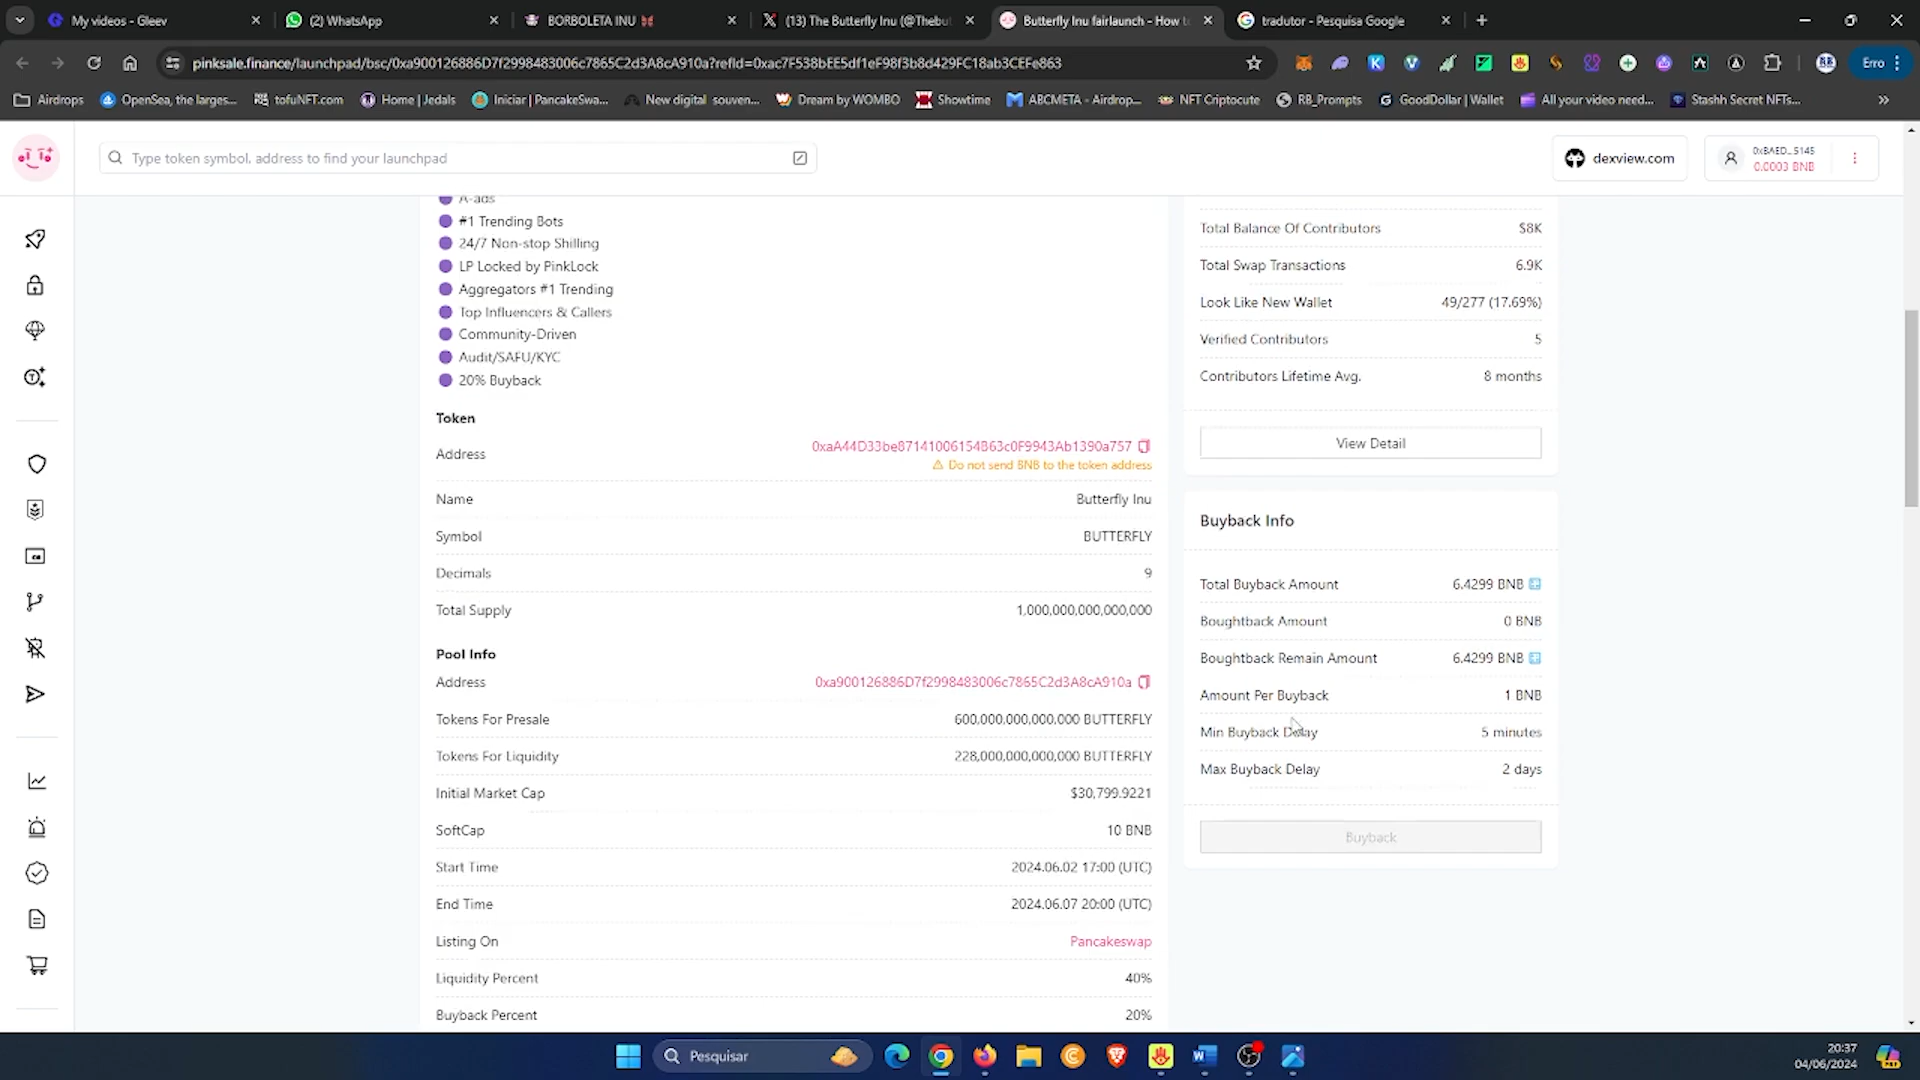 My videos - Gleev
(2) WhatsApp
BORBOLETA INU
(13) The Butterfly Inu (@Thebut
Butterfly Inu fairlaunch - How to
tradutor - Pesquisa Google
pinksale.finance/launchpad/bsc/0xa900126886D7f2998483006c7865C2d3A8cA910a?refId=0xac7F538bEE5df1eF98f3b8d429FC18ab3CEFe863
Erro
Airdrops
OpenSea, the larges...
tofuNFT.com
Home | Jedals
Iniciar | PancakeSwa...
New digital souven...
Dream by WOMBO
Showtime
ABCMETA - Airdrop...
NFT Criptocute
RB_Prompts
GoodDollar | Wallet
All your video need...
Stashh Secret NFTs...
Type token symbol, address to find your launchpad
dexview.com
0xBAED...5145
0.0003 BNB
A-ads
#1 Trending Bots
24/7 Non-stop Shilling
LP Locked by PinkLock
Aggregators #1 Trending
Top Influencers & Callers
Community-Driven
Audit/SAFU/KYC
20% Buyback
Token
Address 0xaA44D33be87141006154B63c0F9943Ab1390a757
Do not send BNB to the token address
Name Butterfly Inu
Symbol BUTTERFLY
Decimals 9
Total Supply 1,000,000,000,000,000
Pool Info
Address 0xa900126886D7f2998483006c7865C2d3A8cA910a
Tokens For Presale 600,000,000,000,000 BUTTERFLY
Tokens For Liquidity 228,000,000,000,000 BUTTERFLY
Initial Market Cap $30,799.9221
SoftCap 10 BNB
Start Time 2024.06.02 17:00 (UTC)
End Time 2024.06.07 20:00 (UTC)
Listing On Pancakeswap
Liquidity Percent 40%
Buyback Percent 20%
Total Balance Of Contributors $8K
Total Swap Transactions 6.9K
Look Like New Wallet 49/277 (17.69%)
Verified Contributors 5
Contributors Lifetime Avg. 8 months
View Detail
Buyback Info
Total Buyback Amount 6.4299 BNB
Boughtback Amount 0 BNB
Boughtback Remain Amount 6.4299 BNB
Amount Per Buyback 1 BNB
Min Buyback Delay 5 minutes
Max Buyback Delay 2 days
Buyback
Pesquisar
20:37
04/06/2024